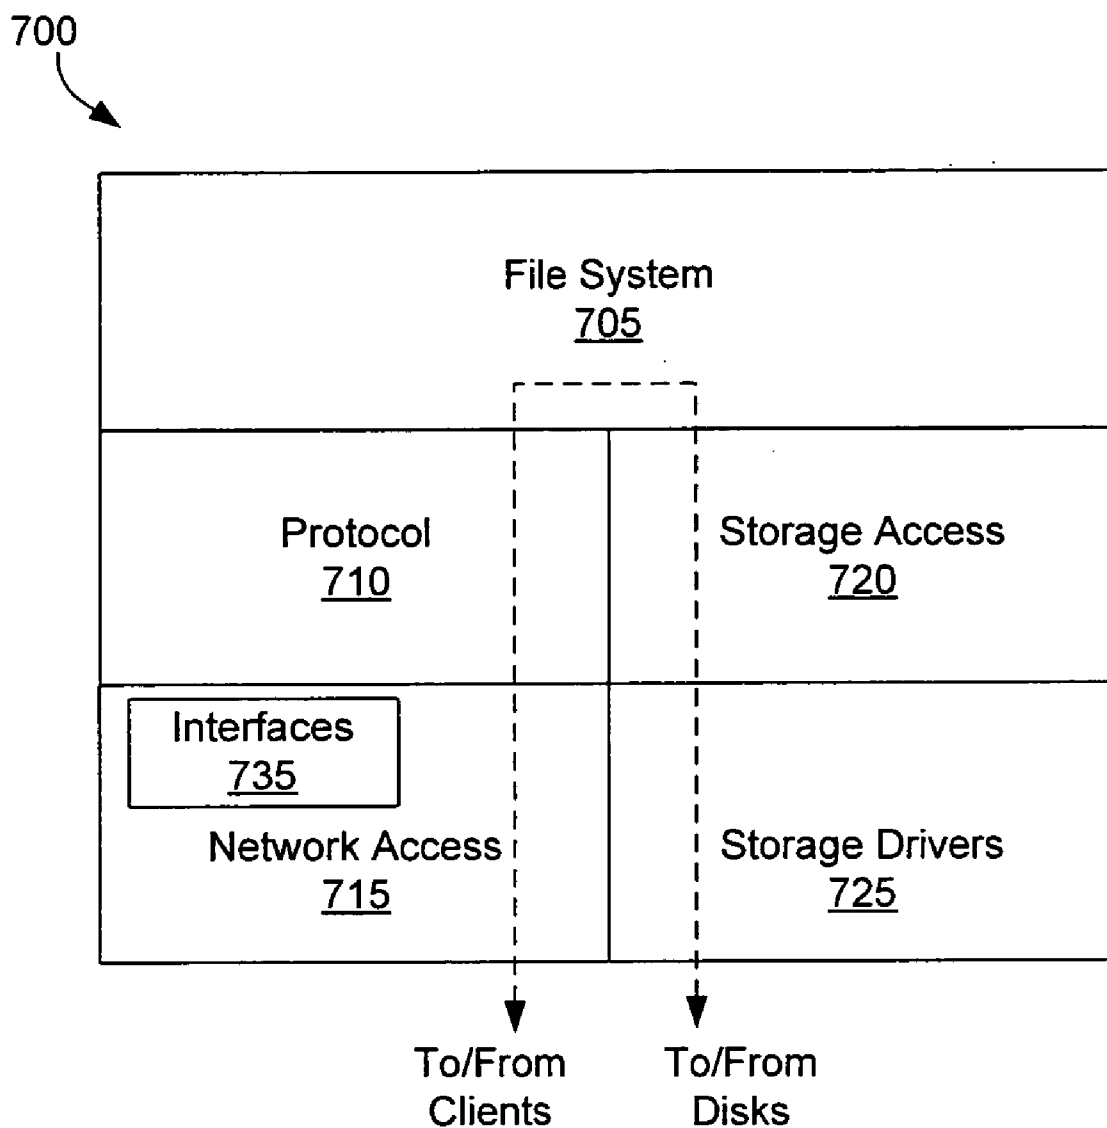 700
File System
705
Protocol
710
Storage Access
720
Interfaces
735
Network Access
715
Storage Drivers
725
To/From
Clients
To/From
Disks